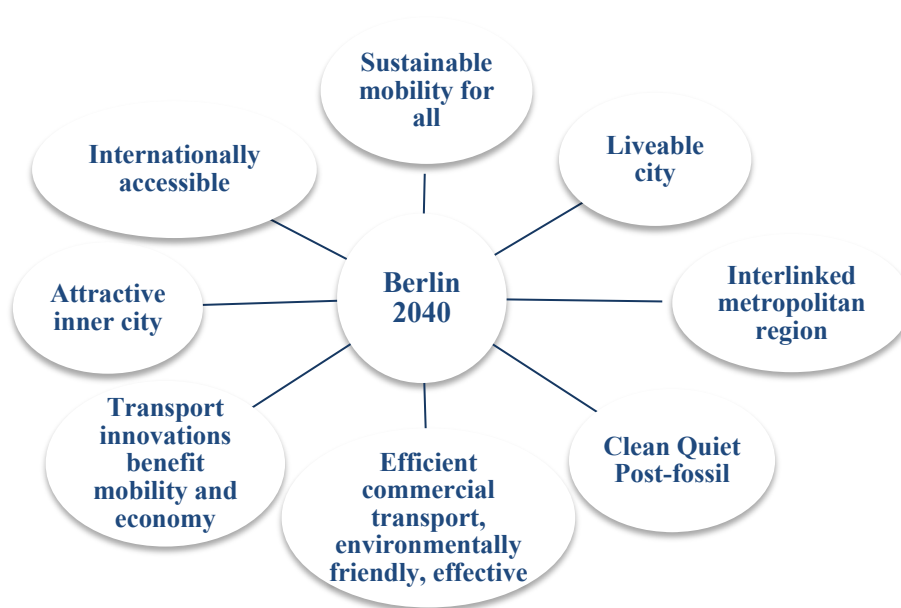 Sustainable
mobility for
all
Internationally
accessible
Liveable
city
Berlin
2040
Attractive
inner city
Interlinked
metropolitan
region
Transport
innovations
benefit
mobility and
economy
Efficient
commercial
transport,
environmentally
friendly, effective
Clean Quiet
Post-fossil